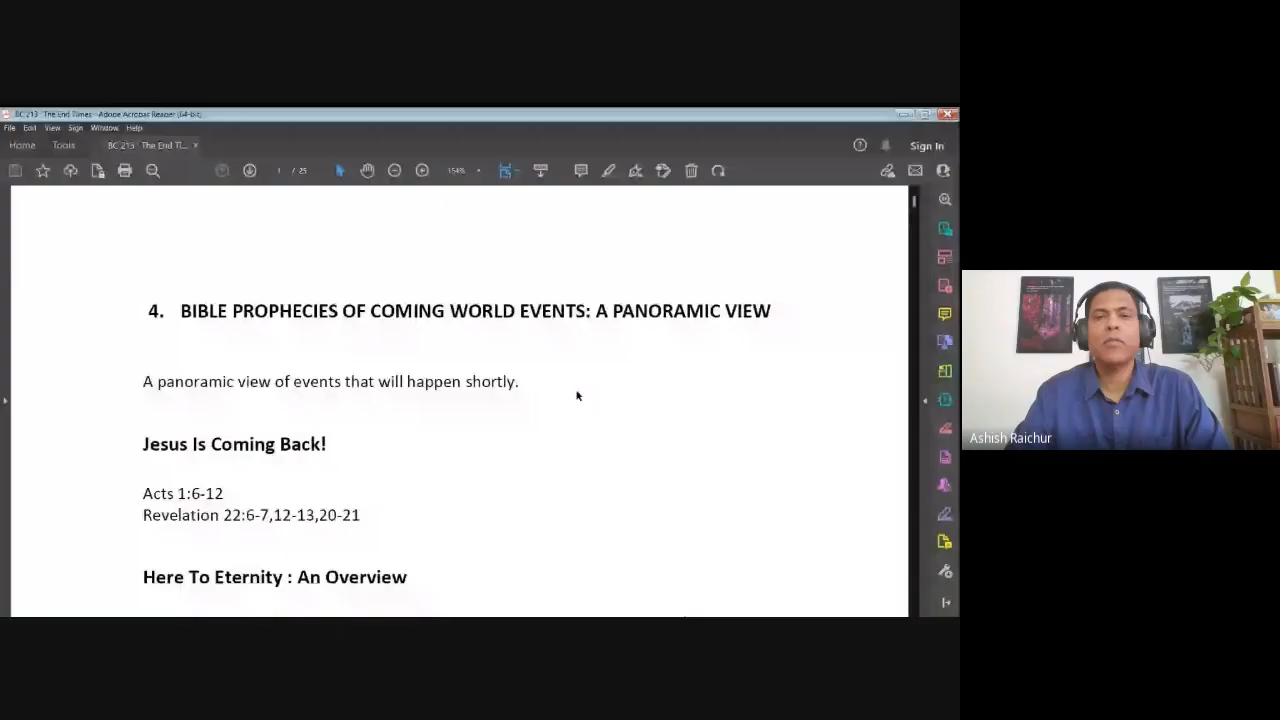 BC 213 The End Times - Adobe Acrobat Reader (64-bit)
File Edit View Sign Window Help
Home Tools BC 213 The End Ti... ×
Sign In
1 / 25
154%
4. BIBLE PROPHECIES OF COMING WORLD EVENTS: A PANORAMIC VIEW
A panoramic view of events that will happen shortly.
Jesus Is Coming Back!
Acts 1:6-12
Revelation 22:6-7,12-13,20-21
Here To Eternity : An Overview
Ashish Raichur